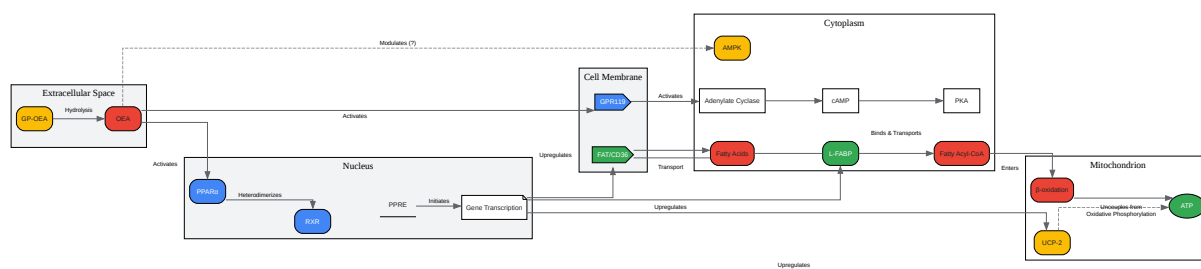 Cytoplasm
Modulates (?)
AMPK
Cell Membrane
Extracellular Space
GP-OEA
Hydrolysis
OEA
Activates
GPR119
Activates
Adenylate Cyclase
cAMP
PKA
Binds & Transports
Upregulates
FAT/CD36
Transport
Fatty Acids
L-FABP
Fatty Acyl-CoA
Activates
Nucleus
Enters
Mitochondrion
PPARα
Heterodimerizes
RXR
PPRE
Initiates
Gene Transcription
Upregulates
β-oxidation
Uncouples from
Oxidative Phosphorylation
ATP
UCP-2
Upregulates